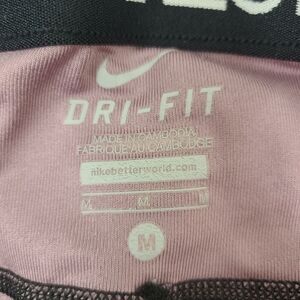 DRI-FIT
MADE IN CAMBODIA
FABRIQUE AU CAMBODGE
nikebetterworld.com
M M M
M